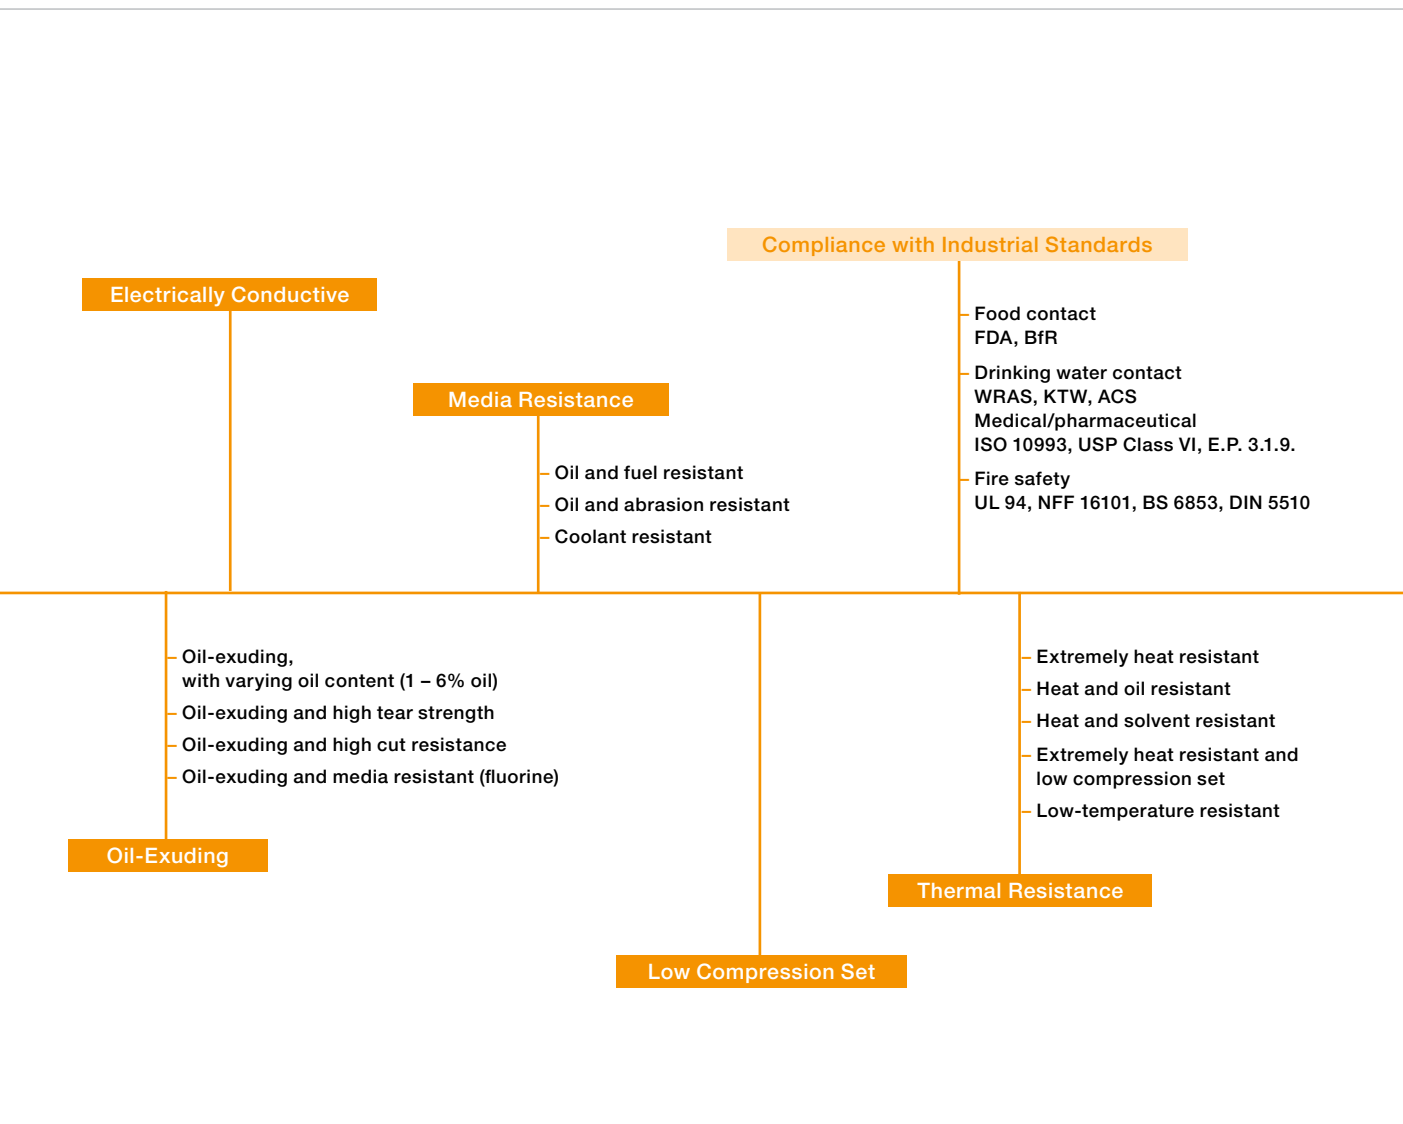 Compliance with Industrial Standards
Food contact
FDA, BfR
Drinking water contact
WRAS, KTW, ACS
Medical/pharmaceutical
ISO 10993, USP Class VI, E.P. 3.1.9.
Fire safety
UL 94, NFF 16101, BS 6853, DIN 5510
Electrically Conductive
Media Resistance
Oil and fuel resistant
Oil and abrasion resistant
Coolant resistant
Oil-exuding,
with varying oil content (1 – 6% oil)
Oil-exuding and high tear strength
Oil-exuding and high cut resistance
Oil-exuding and media resistant (fluorine)
Oil-Exuding
Extremely heat resistant
Heat and oil resistant
Heat and solvent resistant
Extremely heat resistant and
low compression set
Low-temperature resistant
Thermal Resistance
Low Compression Set